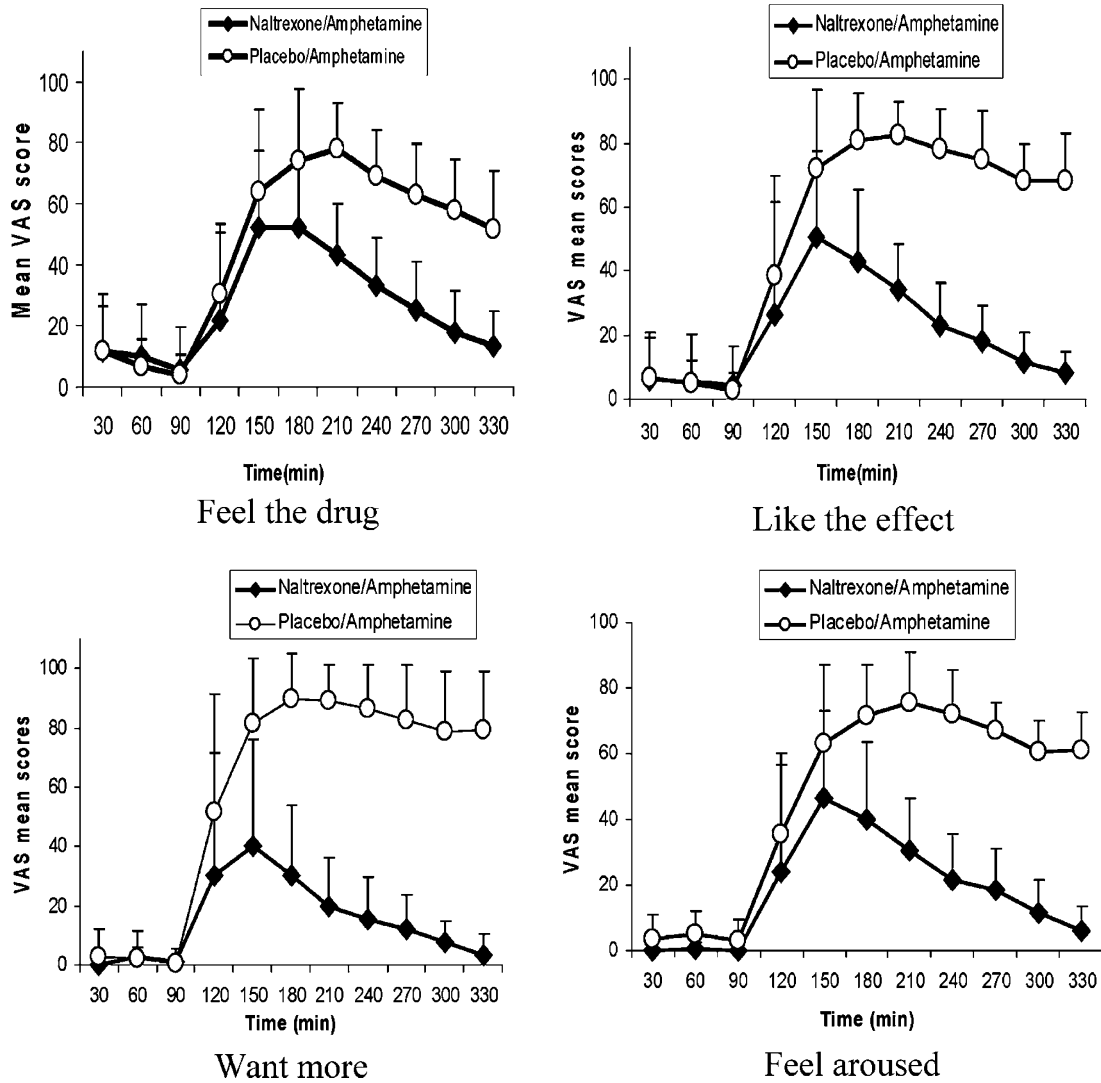 Naltrexone/Amphetamine
Placebo/Amphetamine
Mean VAS score
100
80
60
40
20
0
30 60 90 120 150 180 210 240 270 300 330
Time(min)
Feel the drug
Naltrexone/Amphetamine
Placebo/Amphetamine
VAS mean scores
100
80
60
40
20
0
30 60 90 120 150 180 210 240 270 300 330
Time(min)
Like the effect
Naltrexone/Amphetamine
Placebo/Amphetamine
VAS mean scores
100
80
60
40
20
0
30 60 90 120 150 180 210 240 270 300 330
Time (min)
Want more
Naltrexone/Amphetamine
Placebo/Amphetamine
VAS mean score
100
80
60
40
20
0
30 60 90 120 150 180 210 240 270 300 330
Time (min)
Feel aroused